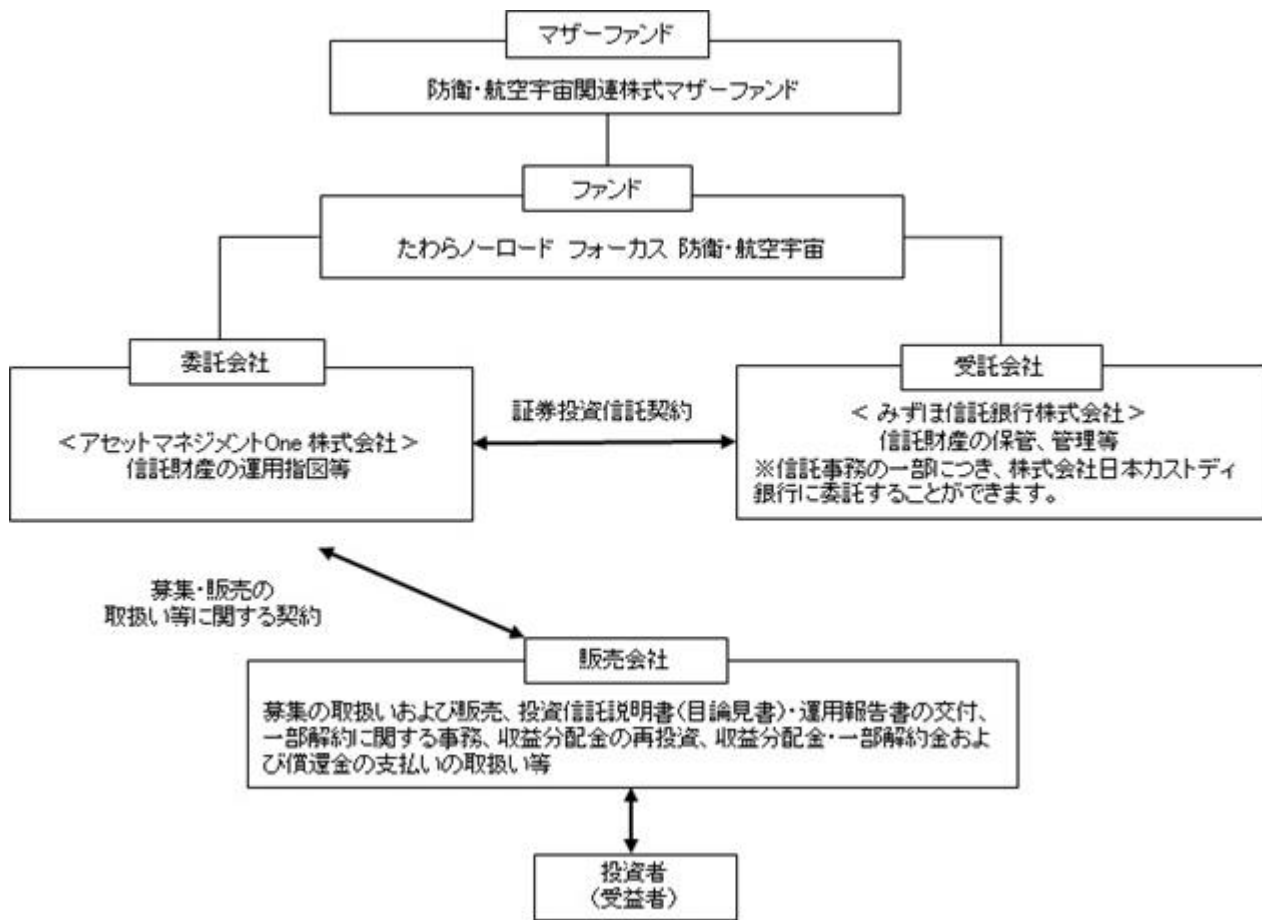 マザーファンド
防衛・航空宇宙関連株式マザーファンド
ファンド
たわらノーロード フォーカス 防衛・航空宇宙
委託会社
＜アセットマネジメントOne 株式会社＞
信託財産の運用指図等
証券投資信託契約
受託会社
＜ みずほ信託銀行株式会社＞
信託財産の保管、管理等
※信託事務の一部につき、株式会社日本カストディ
銀行に委託することができます。
募集・販売の
取扱い等に関する契約
販売会社
募集の取扱いおよび販売、投資信託説明書(目論見書)・運用報告書の交付、
一部解約に関する事務、収益分配金の再投資、収益分配金・一部解約金およ
び償還金の支払いの取扱い等
投資者
(受益者)